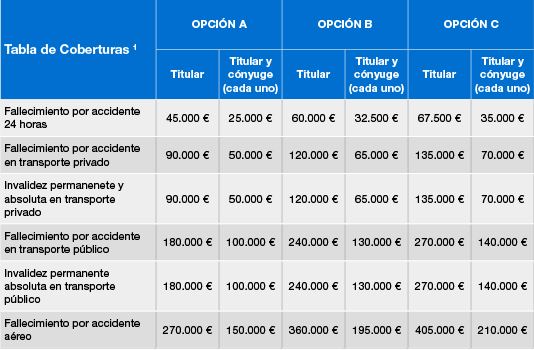 OPCIÓN A OPCIÓN B OPCIÓN C
Tabla de Coberturas ¹
Titular Titular y cónyuge (cada uno) Titular Titular y cónyuge (cada uno) Titular Titular y cónyuge (cada uno)
Fallecimiento por accidente
24 horas
45.000 € 25.000 € 60.000 € 32.500 € 67.500 € 35.000 €
Fallecimiento por accidente
en transporte privado
90.000 € 50.000 € 120.000 € 65.000 € 135.000 € 70.000 €
Invalidez permanenete y
absoluta en transporte
privado
90.000 € 50.000 € 120.000 € 65.000 € 135.000 € 70.000 €
Fallecimiento por accidente
en transporte público
180.000 € 100.000 € 240.000 € 130.000 € 270.000 € 140.000 €
Invalidez permanente
absoluta en transporte
público
180.000 € 100.000 € 240.000 € 130.000 € 270.000 € 140.000 €
Fallecimiento por accidente
aéreo
270.000 € 150.000 € 360.000 € 195.000 € 405.000 € 210.000 €